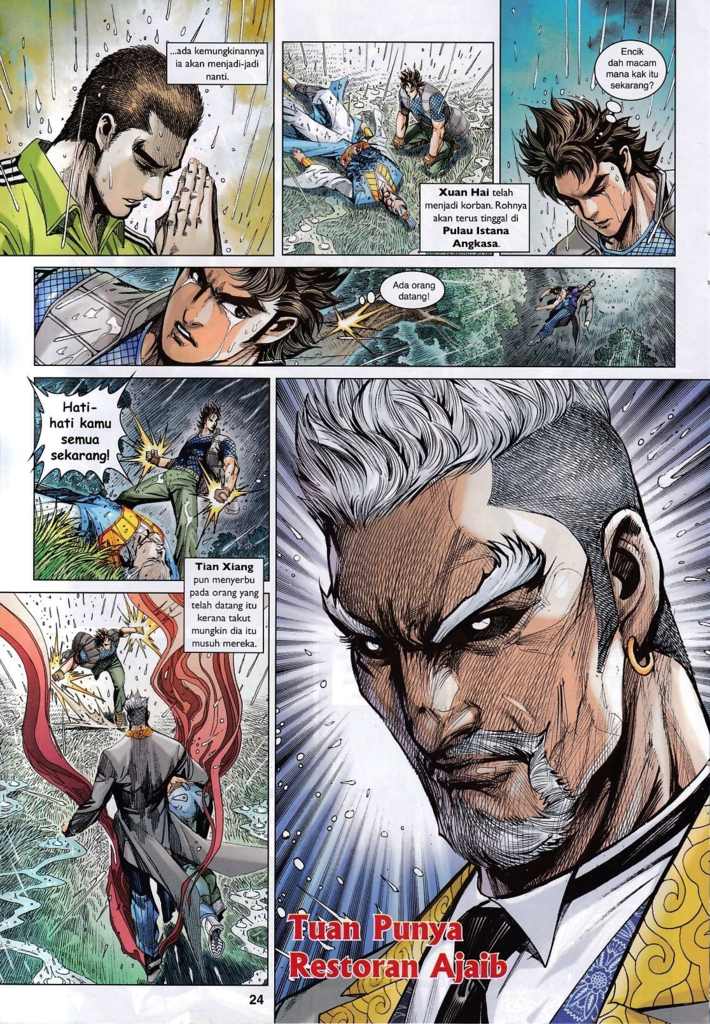 ...ada kemungkinannya
ia akan menjadi-jadi
nanti.
Xuan Hai telah
menjadi korban. Rohnya
akan terus tinggal di
Pulau Istana
Angkasa.
Encik
dah macam
mana kak itu
sekarang?
Ada orang
datang!
Hati-
hati kamu
semua
sekarang!
Tian Xiang
pun menyerbu
pada orang yang
telah datang itu
kerana takut
mungkin dia itu
musuh mereka.
Tuan Punya
Restoran Ajaib
24